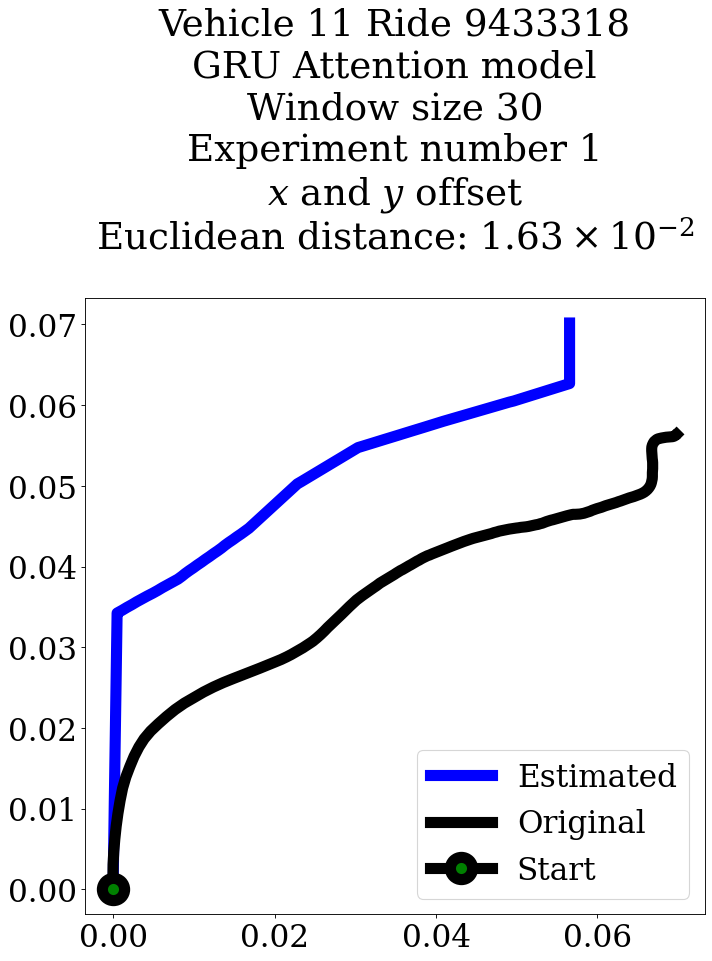 Vehicle 11 Ride 9433318
GRU Attention model
Window size 30
Experiment number 1
x and y offset
Euclidean distance: 1.63 × 10⁻²
0.07
0.06
0.05
0.04
0.03
0.02
0.01
0.00
Estimated
Original
Start
0.00 0.02 0.04 0.06